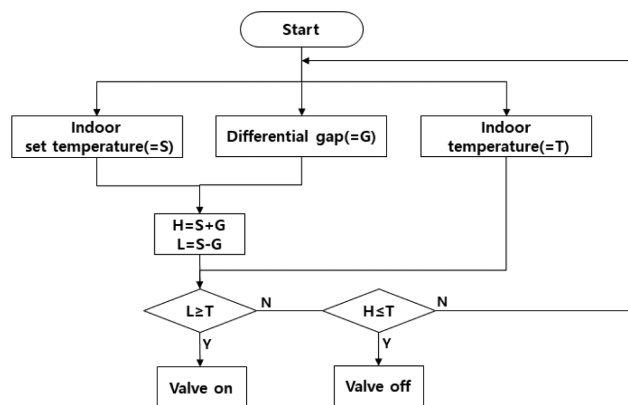 Start
Indoor
set temperature(=S)
Differential gap(=G)
Indoor
temperature(=T)
H=S+G
L=S-G
L≥T
N
H≤T
N
Y
Y
Valve on
Valve off